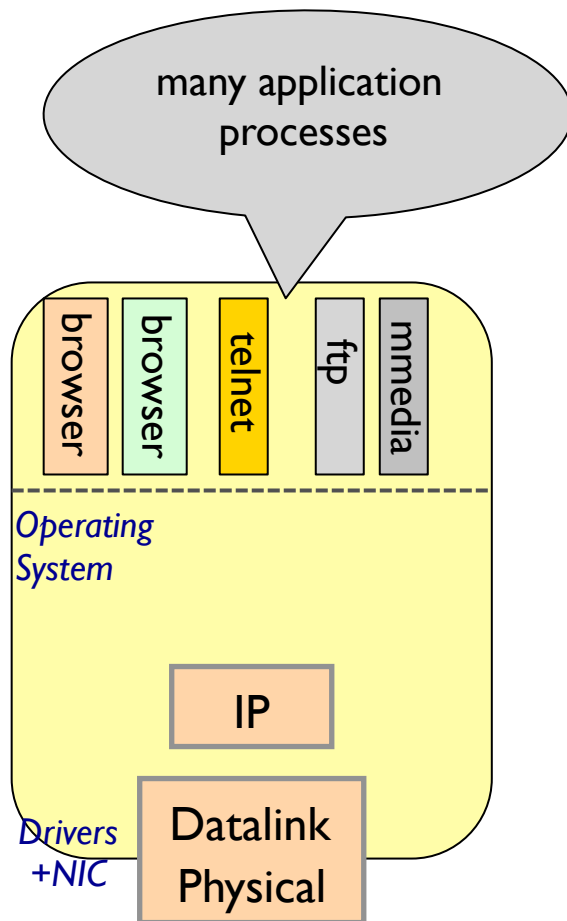 many application
processes
browser
browser
telnet
ftp
mmedia
Operating
System
IP
Drivers
+NIC
Datalink
Physical